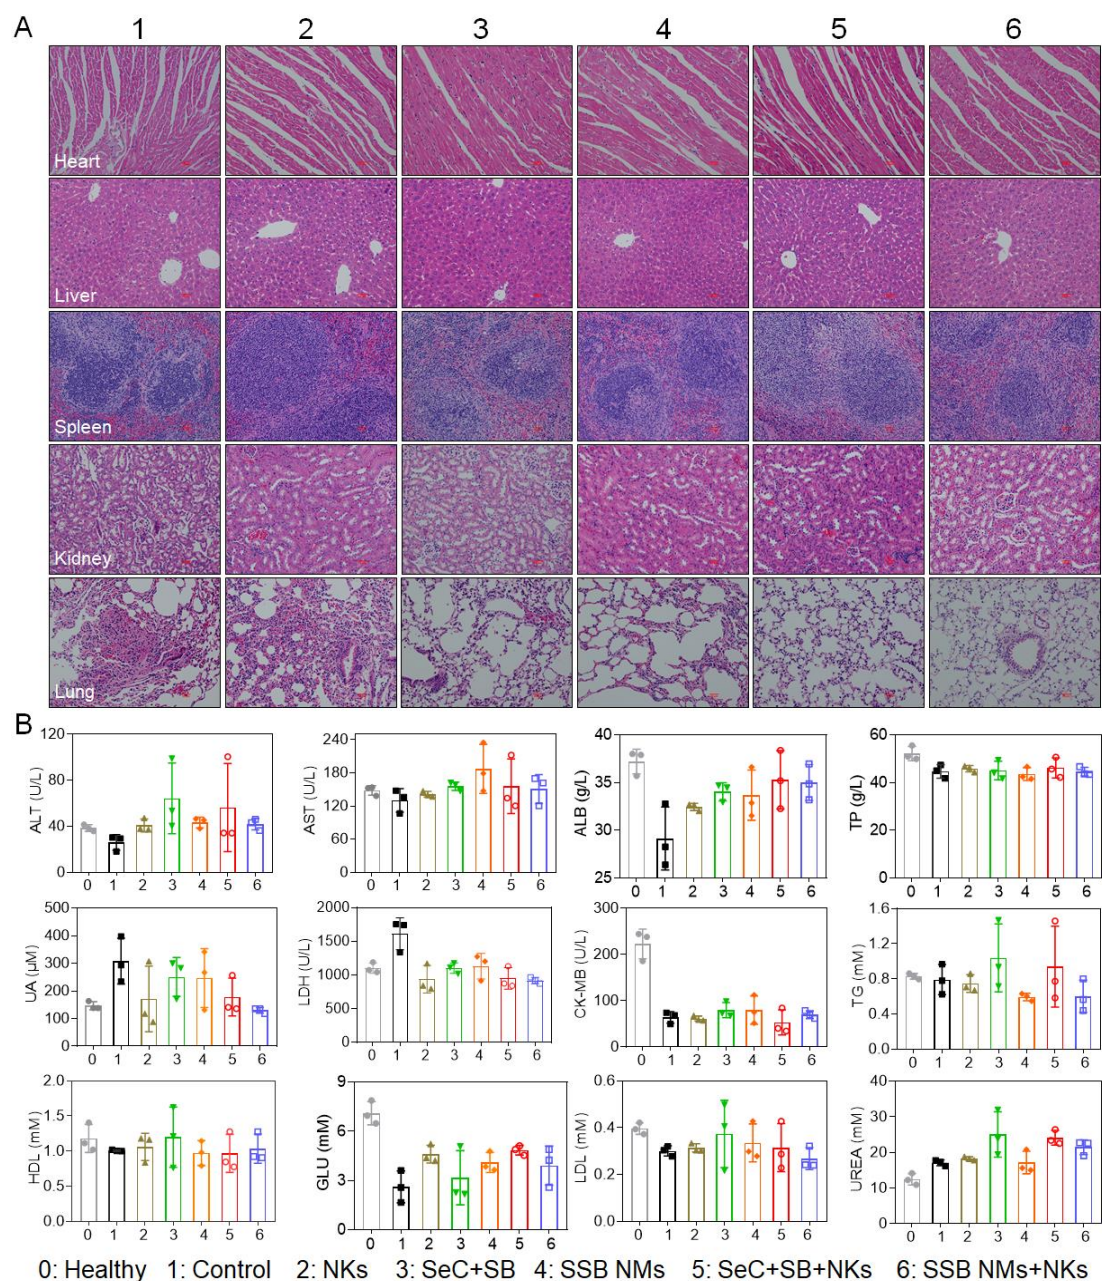 A 1 2 3 4 5 6
Heart
Liver
Spleen
Kidney
Lung
B
ALT (U/L)
120
80
40
0
0 1 2 3 4 5 6
AST (U/L)
240
180
120
60
0
0 1 2 3 4 5 6
ALB (g/L)
40
35
30
25
0 1 2 3 4 5 6
TP (g/L)
60
40
20
0
0 1 2 3 4 5 6
UA (μM)
500
400
300
200
100
0
0 1 2 3 4 5 6
LDH (U/L)
2000
1500
1000
500
0
0 1 2 3 4 5 6
CK-MB (U/L)
300
200
100
0
0 1 2 3 4 5 6
TG (mM)
1.6
1.2
0.8
0.4
0.0
0 1 2 3 4 5 6
HDL (mM)
2.0
1.5
1.0
0.5
0.0
0 1 2 3 4 5 6
GLU (mM)
9
6
3
0
0 1 2 3 4 5 6
LDL (mM)
0.6
0.4
0.2
0.0
0 1 2 3 4 5 6
UREA (mM)
40
30
20
10
0
0 1 2 3 4 5 6
0: Healthy 1: Control 2: NKs 3: SeC+SB 4: SSB NMs 5: SeC+SB+NKs 6: SSB NMs+NKs